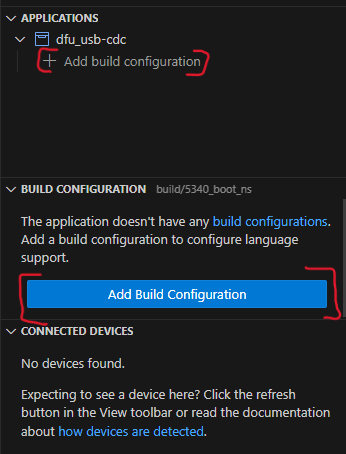 APPLICATIONS
dfu_usb-cdc
Add build configuration
BUILD CONFIGURATION build/5340_boot_ns
The application doesn't have any build configurations.
Add a build configuration to configure language
support.
Add Build Configuration
CONNECTED DEVICES
No devices found.
Expecting to see a device here? Click the refresh
button in the View toolbar or read the documentation
about how devices are detected.